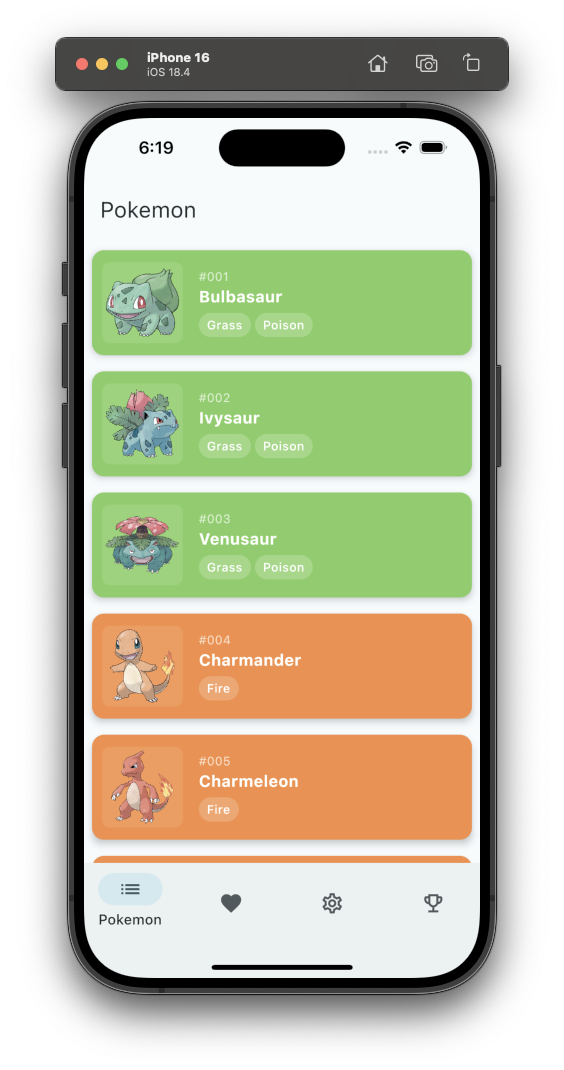 iPhone 16
iOS 18.4
6:19
Pokemon
#001
Bulbasaur
Grass Poison
#002
Ivysaur
Grass Poison
#003
Venusaur
Grass Poison
#004
Charmander
Fire
#005
Charmeleon
Fire
Pokemon